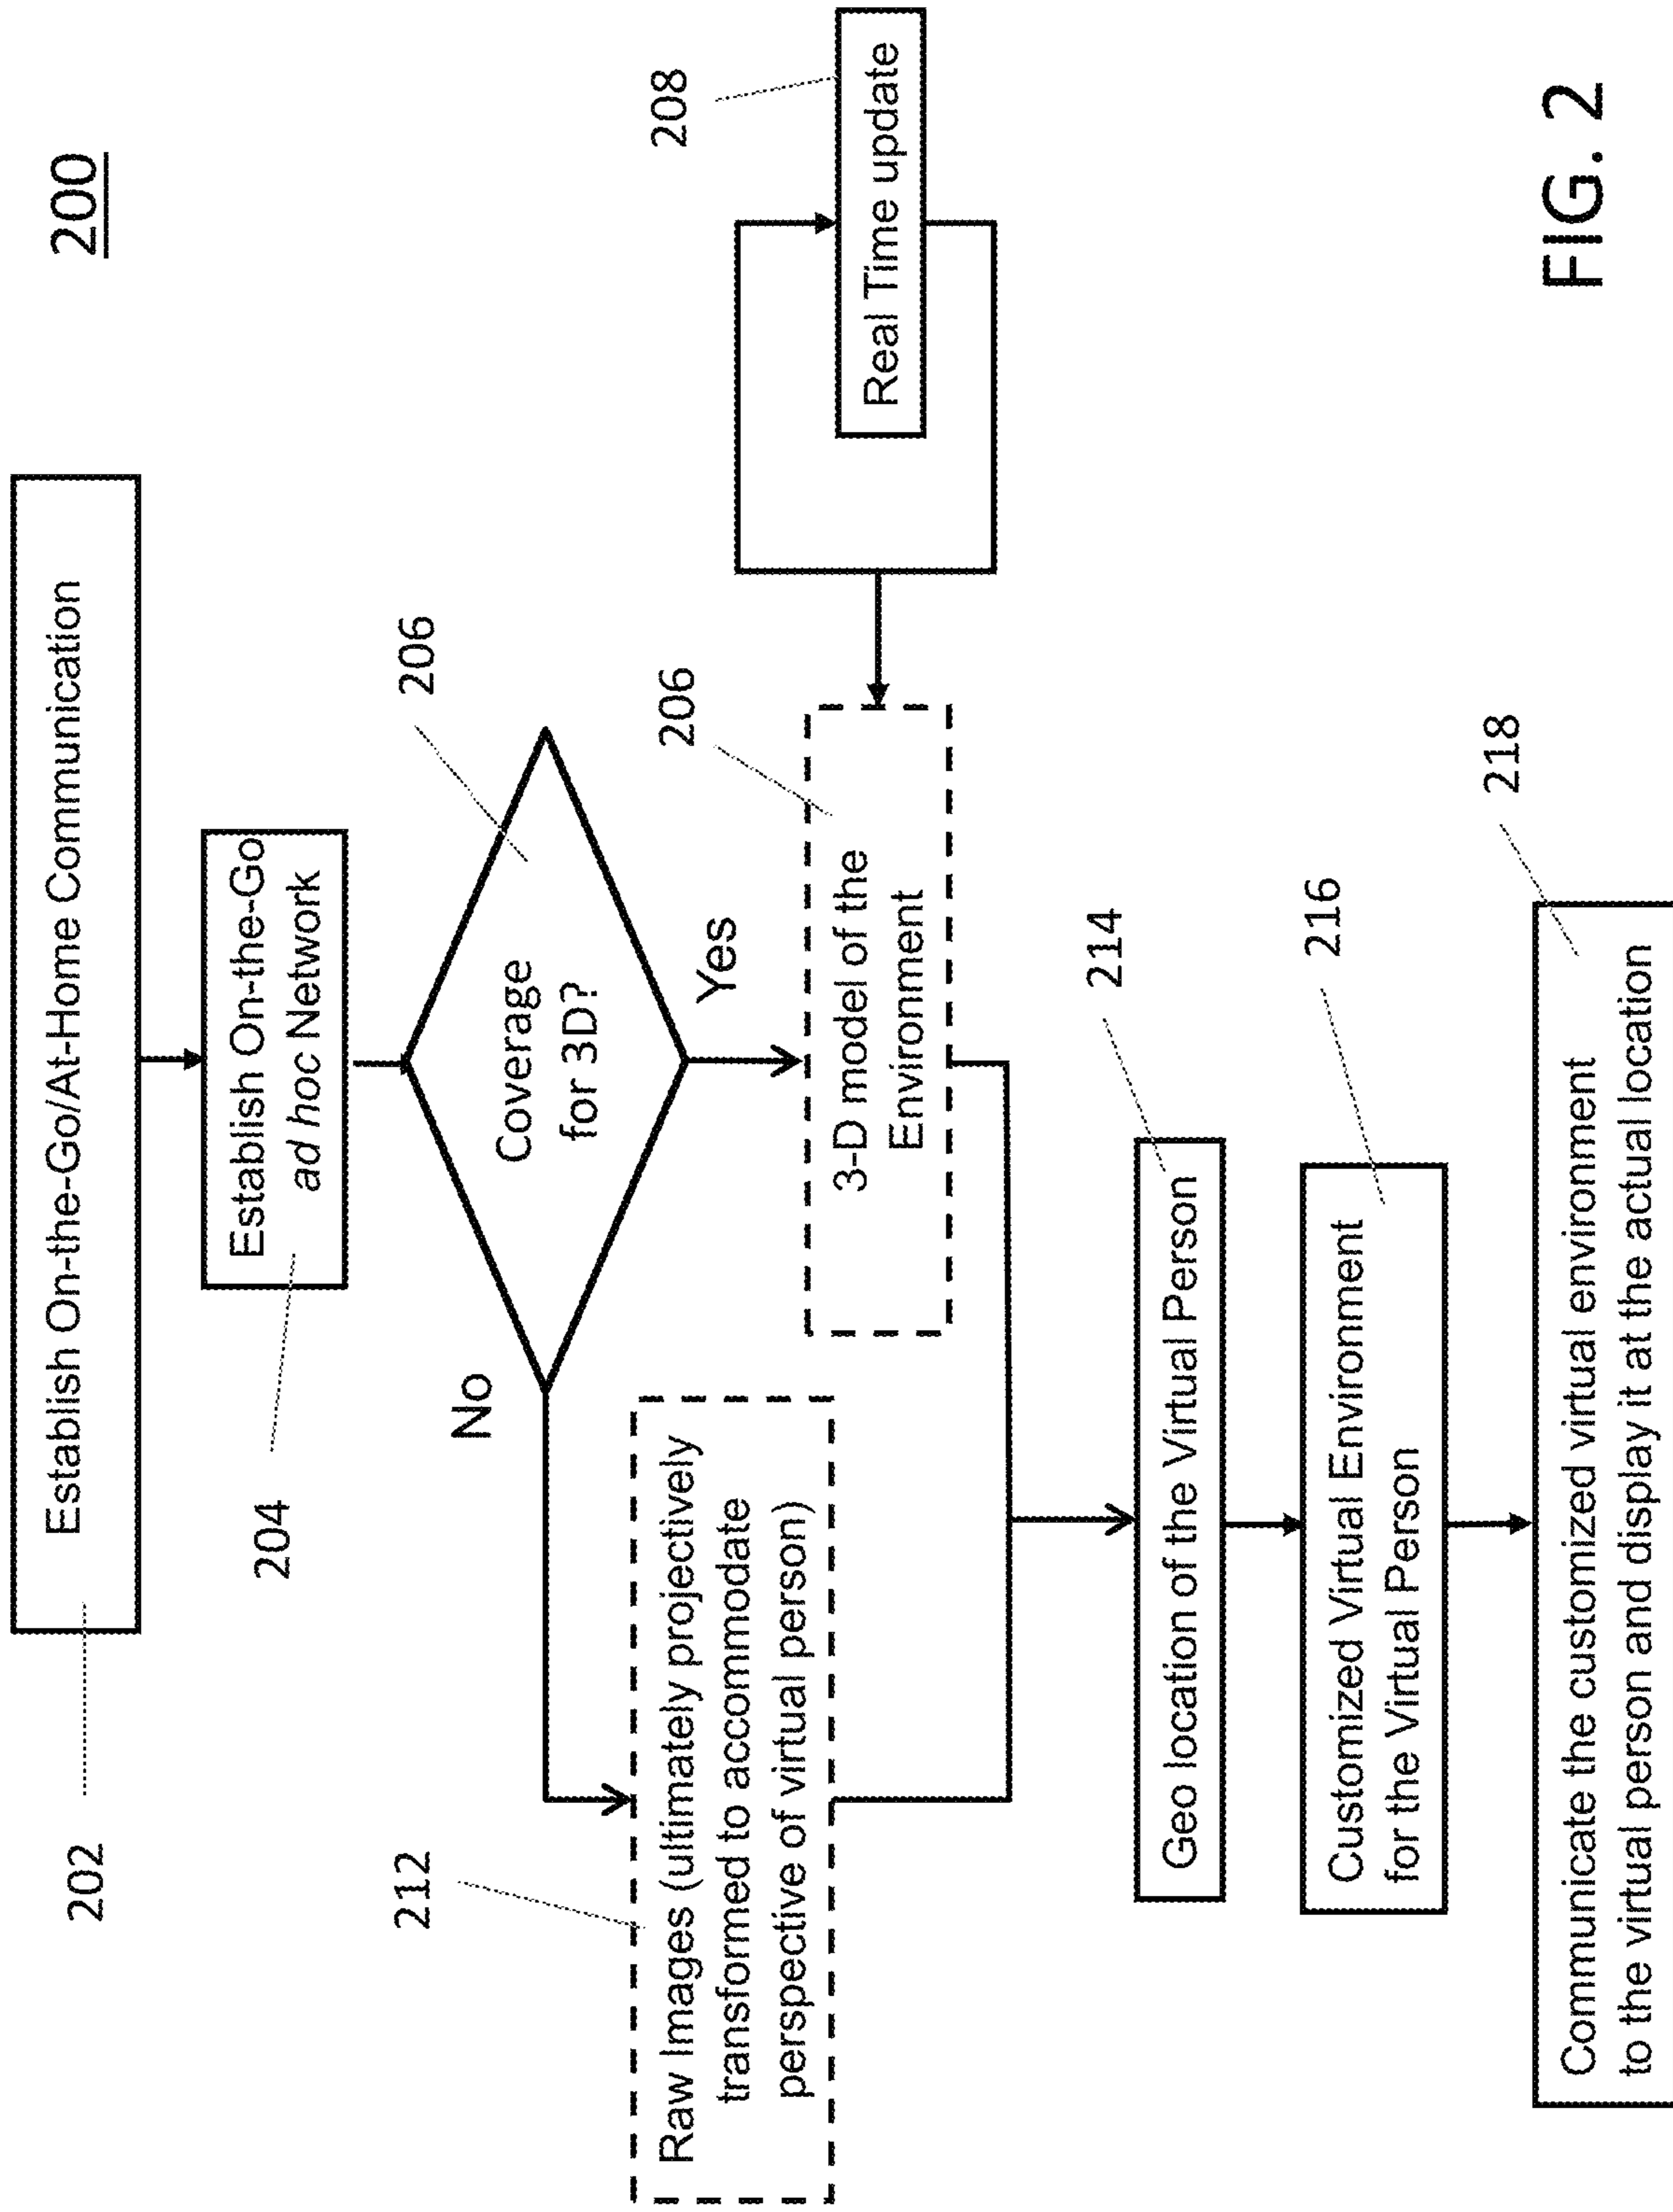 200
202
Establish On-the-Go/At-Home Communication
204
Establish On-the-Go
ad hoc Network
206
Coverage
for 3D?
No
Yes
212
Raw Images (ultimately projectively
transformed to accommodate
perspective of virtual person)
206
3-D model of the
Environment
208
Real Time update
214
Geo location of the Virtual Person
216
Customized Virtual Environment
for the Virtual Person
218
Communicate the customized virtual environment
to the virtual person and display it at the actual location
FIG. 2